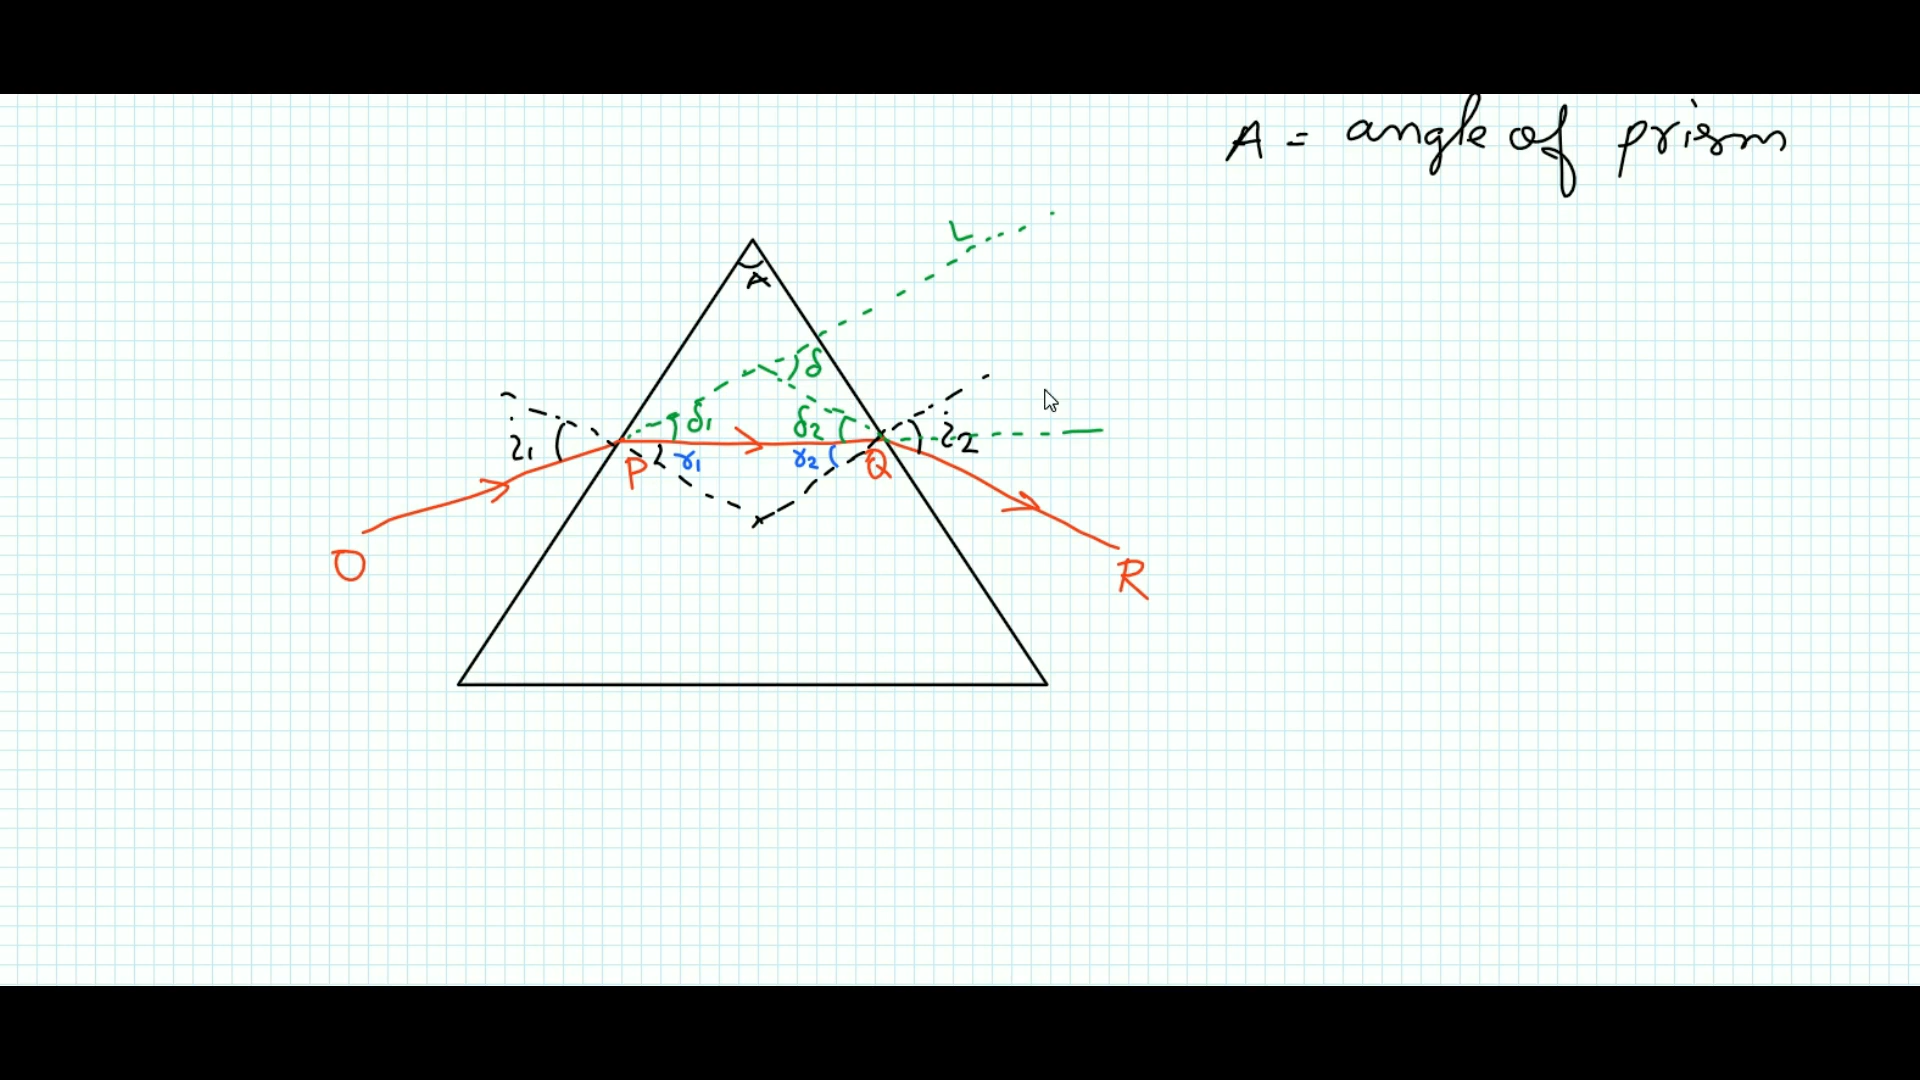 A = angle of prism
L
A
δ
δ₁
δ₂
i₁
i₂
P
r₁
r₂
Q
O
R